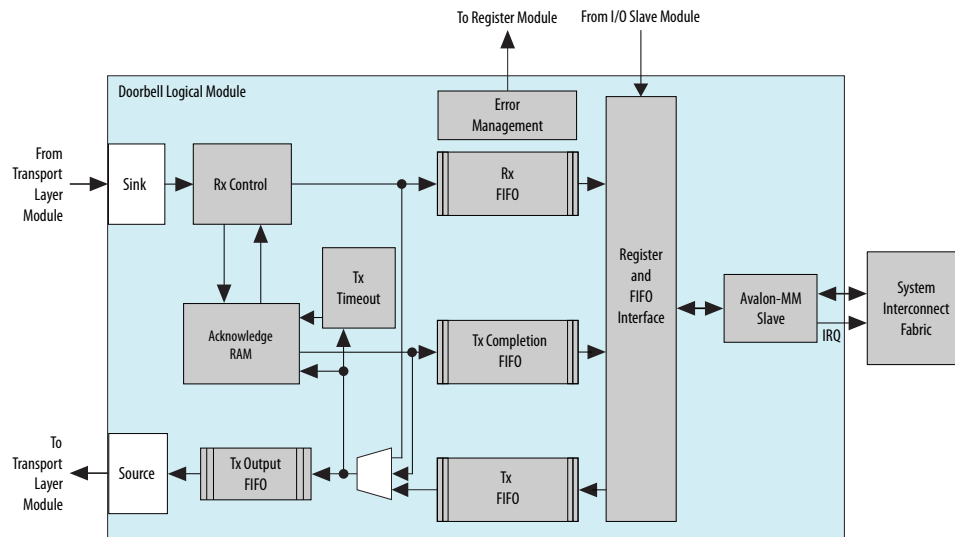 To Register Module
From I/O Slave Module
Doorbell Logical Module
Error
Management
From
Transport
Layer
Module
Sink
Rx Control
Rx
FIFO
Tx
Timeout
Register
and
FIFO
Interface
Avalon-MM
Slave
IRQ
System
Interconnect
Fabric
Acknowledge
RAM
Tx Completion
FIFO
To
Transport
Layer
Module
Source
Tx Output
FIFO
Tx
FIFO